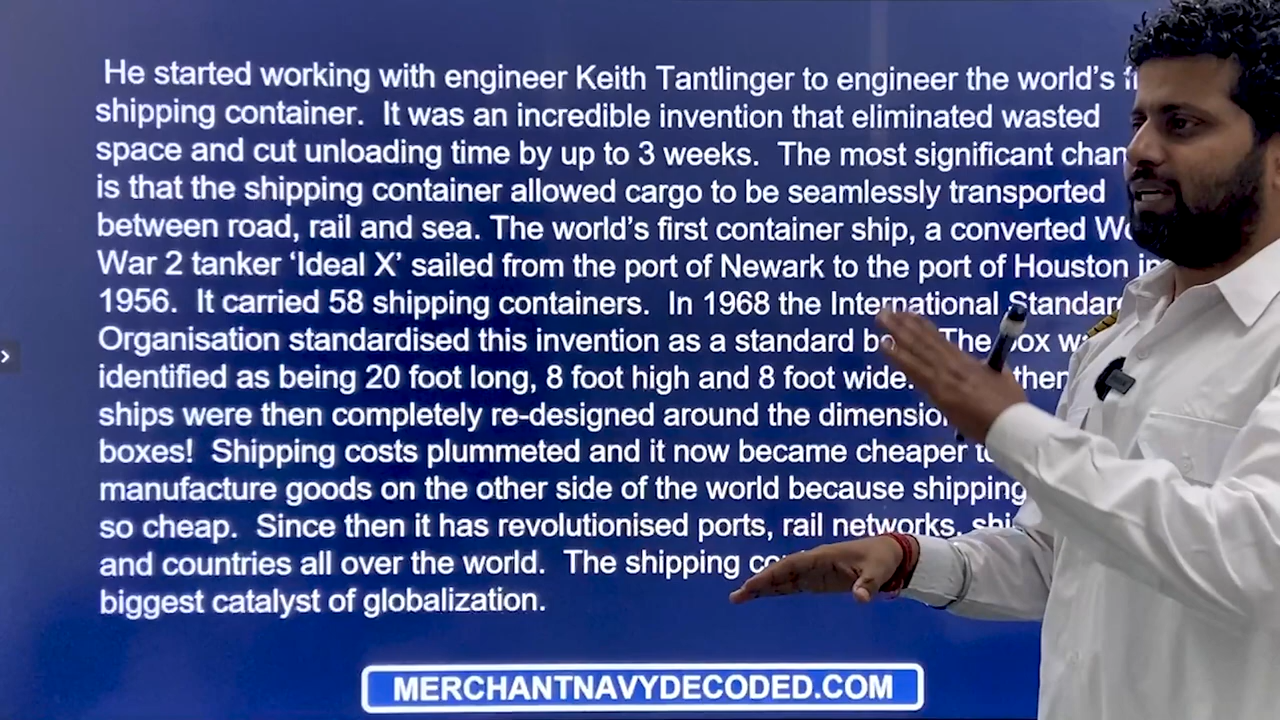 He started working with engineer Keith Tantlinger to engineer the world's
shipping container. It was an incredible invention that eliminated wasted
space and cut unloading time by up to 3 weeks. The most significant
is that the shipping container allowed cargo to be seamlessly transported
between road, rail and sea. The world's first container ship, a converted
War 2 tanker 'Ideal X' sailed from the port of Newark to the port of Houston in
1956. It carried 58 shipping containers. In 1968 the International
Organisation standardised this invention as a standard The box
identified as being 20 foot long, 8 foot high and 8 foot wide.
ships were then completely re-designed around the
boxes! Shipping costs plummeted and it now became cheaper to
manufacture goods on the other side of the world because shipping
so cheap. Since then it has revolutionised ports, rail networks,
and countries all over the world. The shipping
biggest catalyst of globalization.
MERCHANTNAVYDECODED.COM